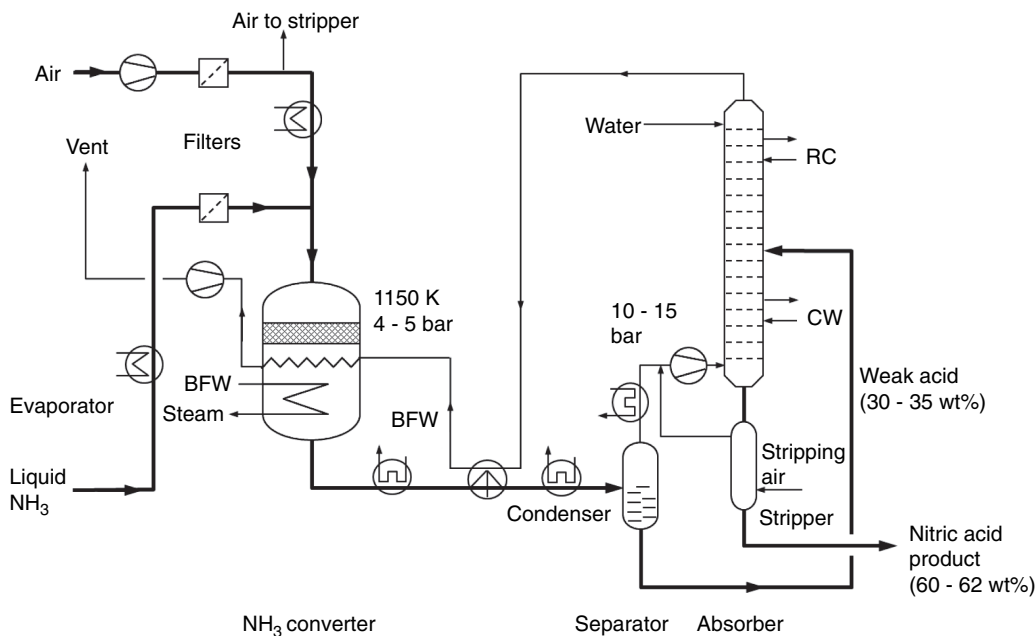 Air to stripper
Air
Water
Vent
Filters
RC
1150 K
4 - 5 bar
10 - 15
bar
CW
BFW
Steam
BFW
Evaporator
Weak acid
(30 - 35 wt%)
Liquid
NH3
Condenser
Stripping
air
Stripper
Nitric acid
product
(60 - 62 wt%)
NH3 converter
Separator
Absorber